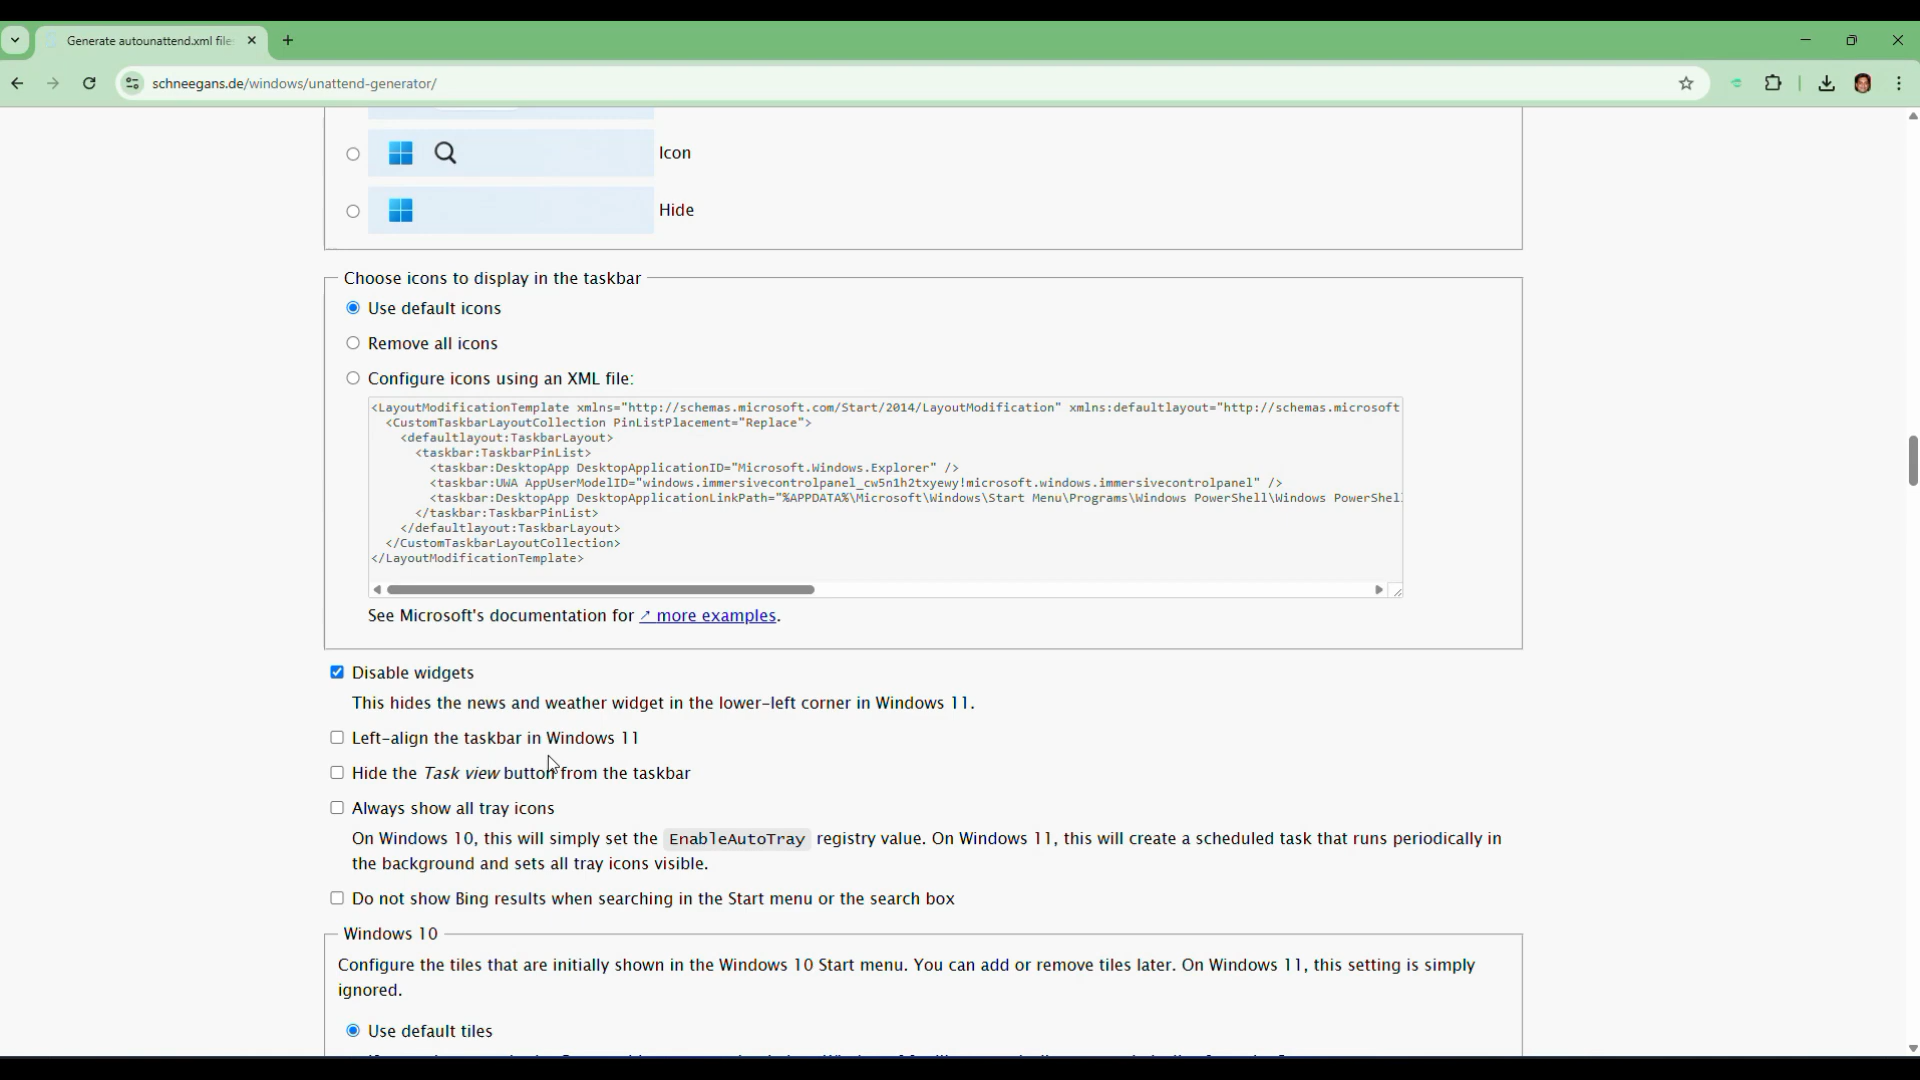 Generate autounattend.xml file
schneegans.de/windows/unattend-generator/
Icon
Hide
Choose icons to display in the taskbar
Use default icons
Remove all icons
Configure icons using an XML file:
<LayoutModificationTemplate xmlns="http://schemas.microsoft.com/Start/2014/LayoutModification" xmlns:defaultlayout="http://schemas.microsoft
<CustomTaskbarLayoutCollection PinListPlacement="Replace">
<defaultlayout:TaskbarLayout>
<taskbar:TaskbarPinList>
<taskbar:DesktopApp DesktopApplicationID="Microsoft.Windows.Explorer" />
<taskbar:UWA AppUserModelID="windows.immersivecontrolpanel_cw5n1h2txyewy!microsoft.windows.immersivecontrolpanel" />
<taskbar:DesktopApp DesktopApplicationLinkPath="%APPDATA%\Microsoft\Windows\Start Menu\Programs\Windows PowerShell\Windows PowerShel
</taskbar:TaskbarPinList>
</defaultlayout:TaskbarLayout>
</CustomTaskbarLayoutCollection>
</LayoutModificationTemplate>
See Microsoft's documentation for ↗ more examples.
Disable widgets
This hides the news and weather widget in the lower-left corner in Windows 11.
Left-align the taskbar in Windows 11
Hide the Task view button from the taskbar
Always show all tray icons
On Windows 10, this will simply set the EnableAutoTray registry value. On Windows 11, this will create a scheduled task that runs periodically in
the background and sets all tray icons visible.
Do not show Bing results when searching in the Start menu or the search box
Windows 10
Configure the tiles that are initially shown in the Windows 10 Start menu. You can add or remove tiles later. On Windows 11, this setting is simply
ignored.
Use default tiles